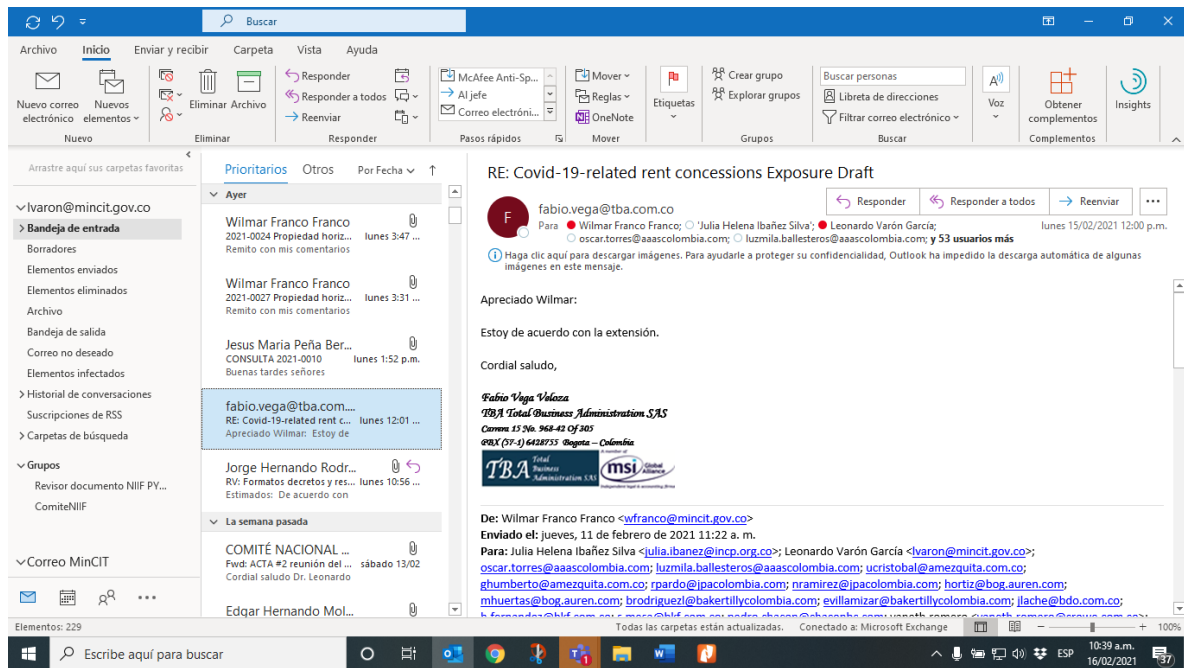 Buscar
Archivo Inicio Enviar y recibir Carpeta Vista Ayuda
Nuevo correo electrónico
Nuevos elementos
Nuevo
Eliminar Archivo
Eliminar
Responder
Responder a todos
Reenviar
Responder
McAfee Anti-Sp...
Al jefe
Correo electróni...
Pasos rápidos
Mover
Reglas
OneNote
Mover
Etiquetas
Crear grupo
Explorar grupos
Grupos
Buscar personas
Libreta de direcciones
Filtrar correo electrónico
Buscar
Voz
Obtener complementos
Complementos
Insights
Arrastre aquí sus carpetas favoritas
lvaron@mincit.gov.co
Bandeja de entrada
Borradores
Elementos enviados
Elementos eliminados
Archivo
Bandeja de salida
Correo no deseado
Elementos infectados
Historial de conversaciones
Suscripciones de RSS
Carpetas de búsqueda
Grupos
Revisor documento NIIF PY...
ComiteNIIF
Correo MinCIT
Prioritarios Otros Por Fecha
Ayer
Wilmar Franco Franco
2021-0024 Propiedad horiz... lunes 3:47 ...
Remito con mis comentarios
Wilmar Franco Franco
2021-0027 Propiedad horiz... lunes 3:31 ...
Remito con mis comentarios
Jesus Maria Peña Ber...
CONSULTA 2021-0010 lunes 1:52 p.m.
Buenas tardes señores
fabio.vega@tba.com....
RE: Covid-19-related rent c... lunes 12:01 ...
Apreciado Wilmar: Estoy de
Jorge Hernando Rodr...
RV: Formatos decretos y res... lunes 10:56 ...
Estimados: De acuerdo con
La semana pasada
COMITÉ NACIONAL ...
Fwd: ACTA #2 reunión del ... sábado 13/02
Cordial saludo Dr. Leonardo
Edgar Hernando Mol...
RE: Covid-19-related rent concessions Exposure Draft
F
fabio.vega@tba.com.co
Responder Responder a todos Reenviar
Para Wilmar Franco Franco; 'Julia Helena Ibañez Silva'; Leonardo Varón García;
lunes 15/02/2021 12:00 p.m.
oscar.torres@aaascolombia.com; luzmila.ballesteros@aaascolombia.com; y 53 usuarios más
Haga clic aquí para descargar imágenes. Para ayudarle a proteger su confidencialidad, Outlook ha impedido la descarga automática de algunas
imágenes en este mensaje.
Apreciado Wilmar:
Estoy de acuerdo con la extensión.
Cordial saludo,
Fabio Vega Veloza
TBA Total Business Administration SAS
Carrera 15 No. 968-42 Of 305
PBX (57-1) 6428755 Bogota – Colombia
TBA Total Business Administration SAS
A member of
msi Global Alliance
Independent legal & accounting firms
De: Wilmar Franco Franco <wfranco@mincit.gov.co>
Enviado el: jueves, 11 de febrero de 2021 11:22 a. m.
Para: Julia Helena Ibañez Silva <julia.ibanez@incp.org.co>; Leonardo Varón García <lvaron@mincit.gov.co>;
oscar.torres@aaascolombia.com; luzmila.ballesteros@aaascolombia.com; ucristobal@amezquita.com.co;
ghumberto@amezquita.com.co; rpardo@jpacolombia.com; nramirez@jpacolombia.com; hortiz@bog.auren.com;
mhuertas@bog.auren.com; brodriguezl@bakertillycolombia.com; evillamizar@bakertillycolombia.com; jlache@bdo.com.co;
Elementos: 229
Todas las carpetas están actualizadas. Conectado a: Microsoft Exchange
100%
Escribe aquí para buscar
ESP
10:39 a.m.
16/02/2021
37